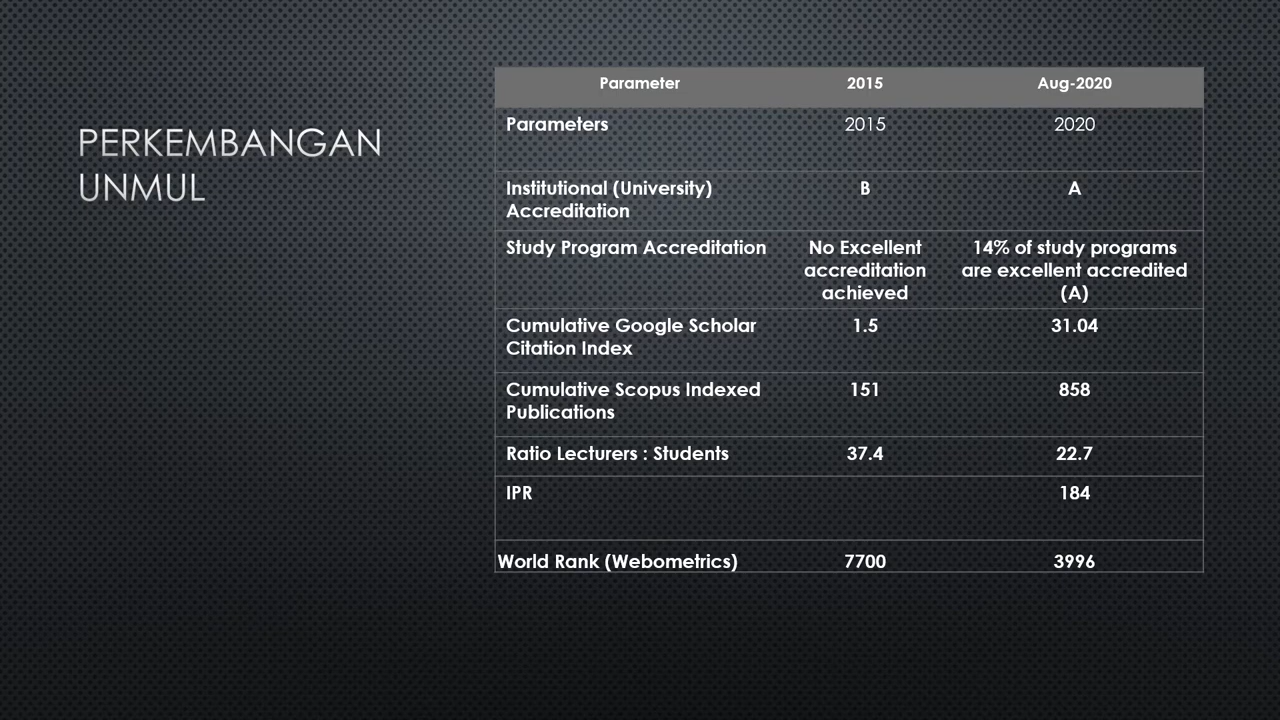 PERKEMBANGAN
UNMUL
Parameter 2015 Aug-2020
Parameters 2015 2020
Institutional (University)
Accreditation B A
Study Program Accreditation No Excellent
accreditation
achieved 14% of study programs
are excellent accredited
(A)
Cumulative Google Scholar
Citation Index 1.5 31.04
Cumulative Scopus Indexed
Publications 151 858
Ratio Lecturers : Students 37.4 22.7
IPR 184
World Rank (Webometrics) 7700 3996